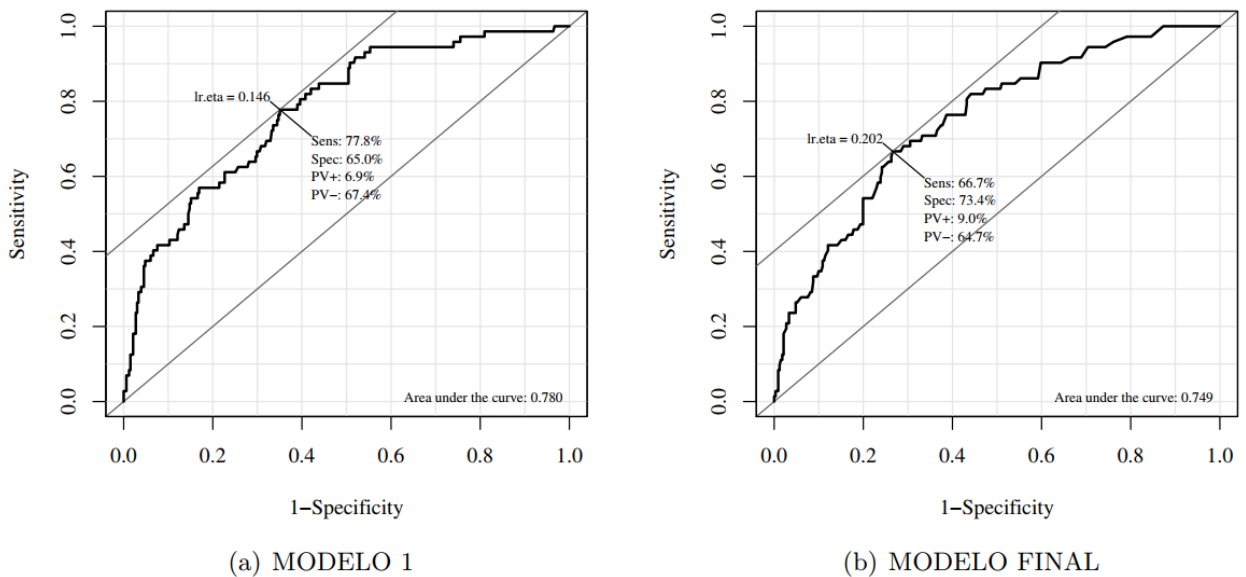 1.0
0.8
0.6
0.4
0.2
0.0
Sensitivity
lr.eta = 0.146
Sens: 77.8%
Spec: 65.0%
PV+: 6.9%
PV−: 67.4%
Area under the curve: 0.780
0.0 0.2 0.4 0.6 0.8 1.0
1−Specificity
(a) MODELO 1
1.0
0.8
0.6
0.4
0.2
0.0
Sensitivity
lr.eta = 0.202
Sens: 66.7%
Spec: 73.4%
PV+: 9.0%
PV−: 64.7%
Area under the curve: 0.749
0.0 0.2 0.4 0.6 0.8 1.0
1−Specificity
(b) MODELO FINAL